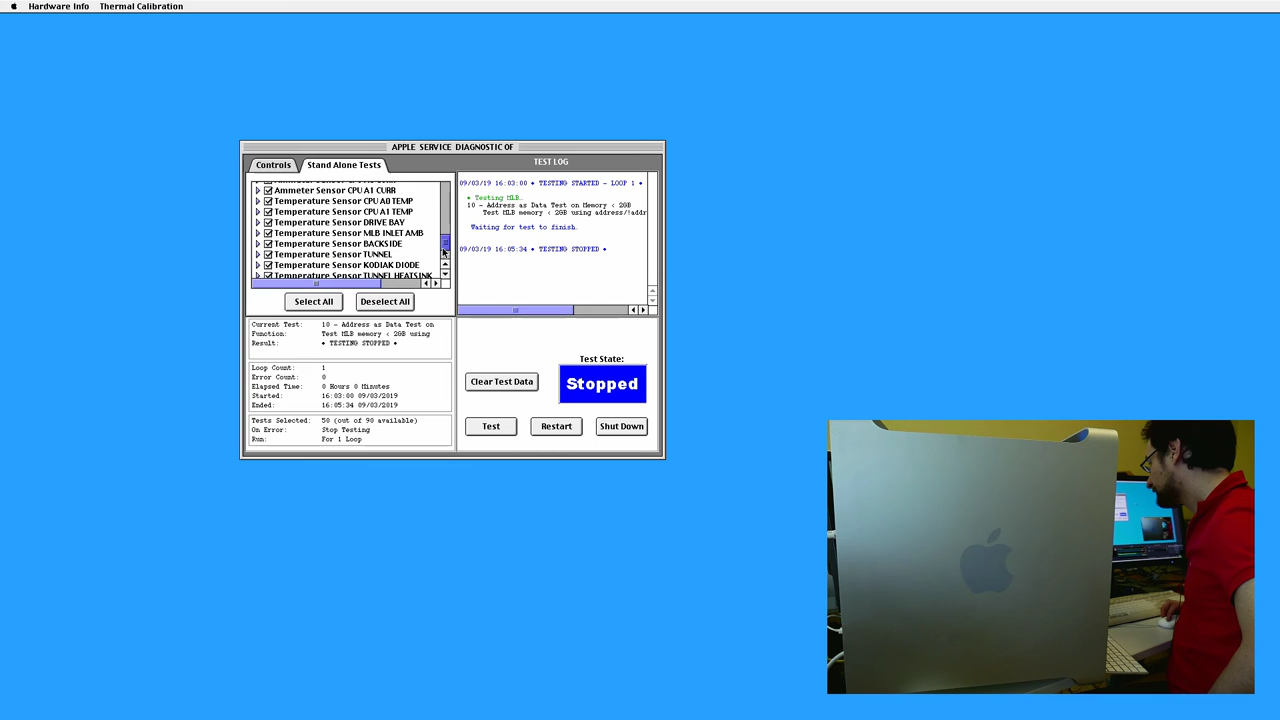 Hardware Info Thermal Calibration
APPLE SERVICE DIAGNOSTIC OF
Controls Stand Alone Tests
TEST LOG
Ammeter Sensor CPU A1 CURR
Temperature Sensor CPU A0 TEMP
Temperature Sensor CPU A1 TEMP
Temperature Sensor DRIVE BAY
Temperature Sensor MLB INLET AMB
Temperature Sensor BACKSIDE
Temperature Sensor TUNNEL
Temperature Sensor KODIAK DIODE
Temperature Sensor TUNNEL HEATSINK
Select All Deselect All
09/03/19 16:03:00 ♦ TESTING STARTED - LOOP 1 ♦
♦ Testing MLB.
10 - Address as Data Test on Memory < 2GB
Test MLB memory < 2GB using address/!addr
Waiting for test to finish.
09/03/19 16:05:34 ♦ TESTING STOPPED ♦
Current Test: 10 - Address as Data Test on
Function: Test MLB memory < 2GB using
Result: ♦ TESTING STOPPED ♦
Loop Count: 1
Error Count: 0
Elapsed Time: 0 Hours 0 Minutes
Started: 16:03:00 09/03/2019
Ended: 16:05:34 09/03/2019
Tests Selected: 50 (out of 90 available)
On Error: Stop Testing
Run: For 1 Loop
Test State:
Clear Test Data
Stopped
Test Restart Shut Down